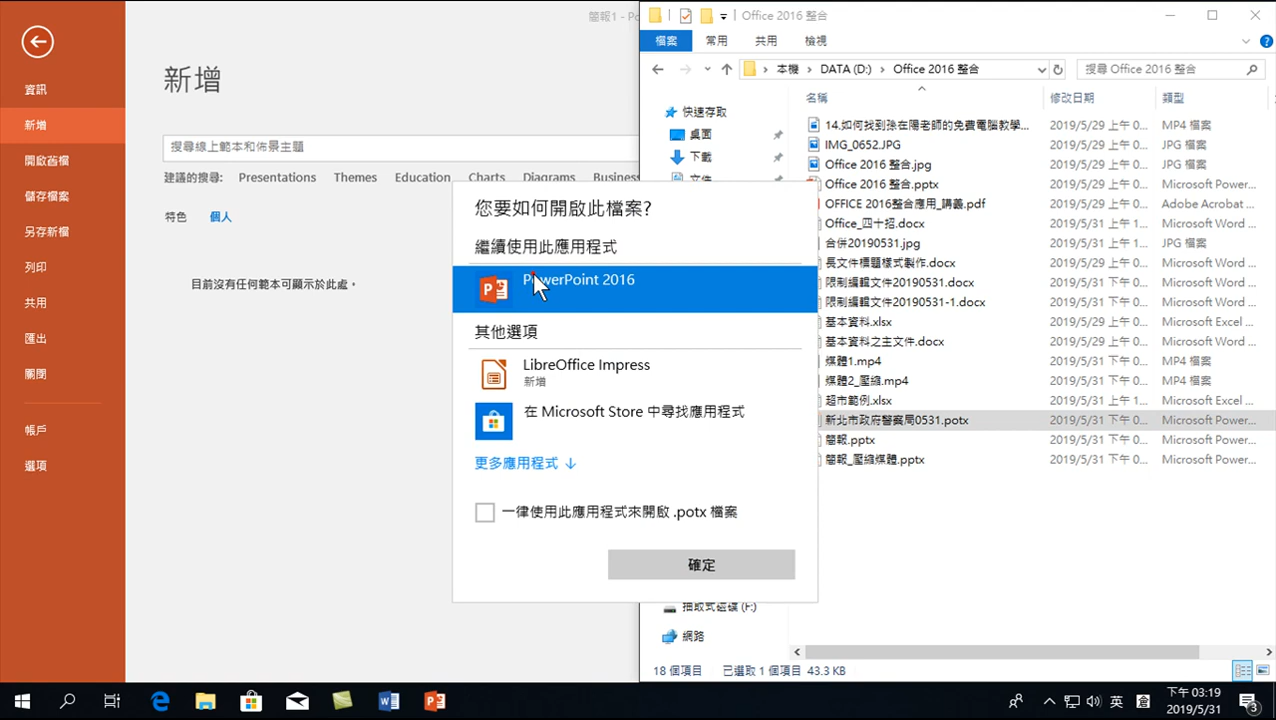 簡報1 - Po
新增
資訊
新增
開啟舊檔
儲存檔案
另存新檔
列印
共用
匯出
關閉
帳戶
選項
搜尋線上範本和佈景主題
建議的搜尋: Presentations Themes Education Charts Diagrams Business
特色 個人
目前沒有任何範本可顯示於此處。
Office 2016 整合
檔案 常用 共用 檢視
本機 DATA (D:) Office 2016 整合
搜尋 Office 2016 整合
快速存取
桌面
下載
文件
抽取式磁碟 (F:)
網路
名稱 修改日期 類型
14.如何找到孫在陽老師的免費電腦教學... 2019/5/29 上午 0... MP4 檔案
IMG_0652.JPG 2019/5/29 上午 0... JPG 檔案
Office 2016 整合.jpg 2019/5/29 上午 0... JPG 檔案
Office 2016 整合.pptx 2019/5/29 上午 0... Microsoft Power...
OFFICE 2016整合應用_講義.pdf 2019/5/29 上午 0... Adobe Acrobat ...
Office_四十招.docx 2019/5/31 上午 1... Microsoft Word ...
合併20190531.jpg 2019/5/31 上午 1... JPG 檔案
長文件標題樣式製作.docx 2019/5/29 上午 0... Microsoft Word ...
限制編輯文件20190531.docx 2019/5/31 下午 0... Microsoft Word ...
限制編輯文件20190531-1.docx 2019/5/31 下午 0... Microsoft Word ...
基本資料.xlsx 2019/5/29 上午 0... Microsoft Excel ...
基本資料之主文件.docx 2019/5/29 上午 0... Microsoft Word ...
媒體1.mp4 2019/5/31 下午 0... MP4 檔案
媒體2_壓縮.mp4 2019/5/31 下午 0... MP4 檔案
超市範例.xlsx 2019/5/31 上午 1... Microsoft Excel ...
新北市政府警案局0531.potx 2019/5/31 下午 0... Microsoft Power...
簡報.pptx 2019/5/31 下午 0... Microsoft Power...
簡報_壓縮媒體.pptx 2019/5/31 下午 0... Microsoft Power...
18 個項目 已選取 1 個項目 43.3 KB
您要如何開啟此檔案?
繼續使用此應用程式
PowerPoint 2016
其他選項
LibreOffice Impress
新增
在 Microsoft Store 中尋找應用程式
更多應用程式 ↓
一律使用此應用程式來開啟 .potx 檔案
確定
英
下午 03:19
2019/5/31
3